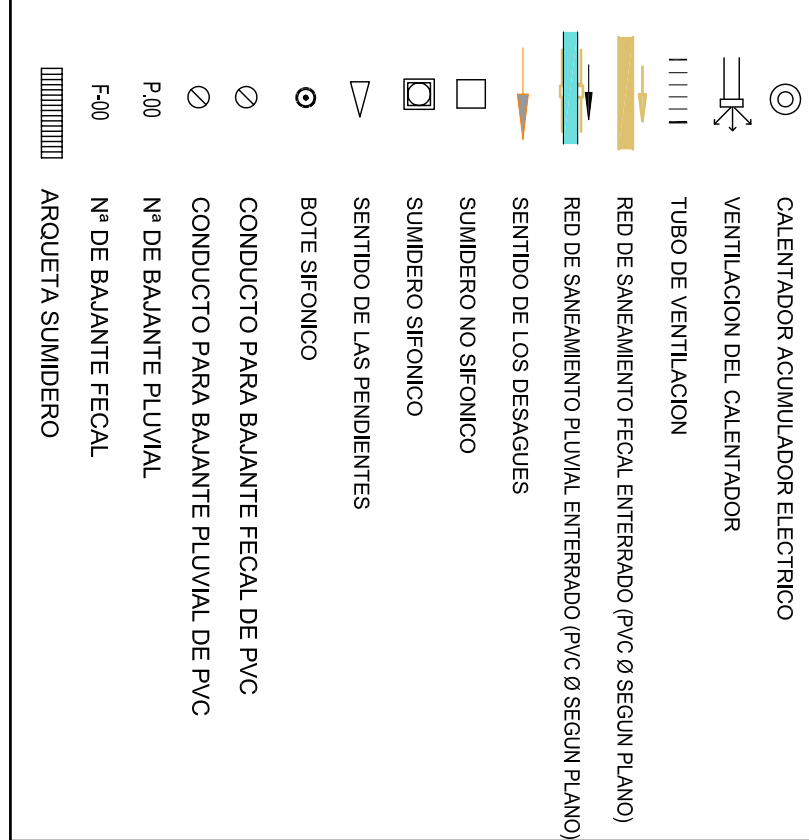 CALENTADOR ACUMULADOR ELECTRICO
VENTILACION DEL CALENTADOR
TUBO DE VENTILACION
RED DE SANEAMIENTO FECAL ENTERRADO (PVC Ø SEGUN PLANO)
RED DE SANEAMIENTO PLUVIAL ENTERRADO (PVC Ø SEGUN PLANO)
SENTIDO DE LOS DESAGUES
SUMIDERO NO SIFONICO
SUMIDERO SIFONICO
SENTIDO DE LAS PENDIENTES
BOTE SIFONICO
CONDUCTO PARA BAJANTE FECAL DE PVC
CONDUCTO PARA BAJANTE PLUVIAL DE PVC
P.00 Nª DE BAJANTE PLUVIAL
F-00 Nª DE BAJANTE FECAL
ARQUETA SUMIDERO